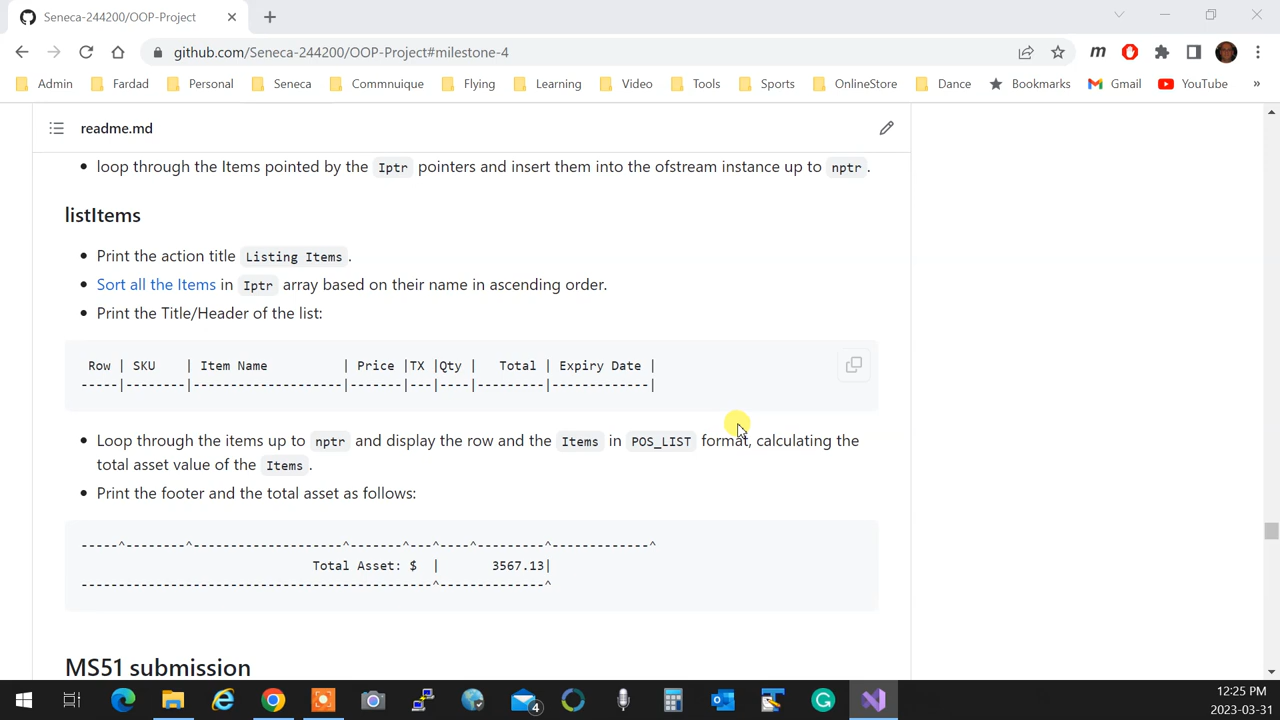 Seneca-244200/OOP-Project
github.com/Seneca-244200/OOP-Project#milestone-4
m
Admin Fardad Personal Seneca Commnuique Flying Learning Video Tools Sports OnlineStore Dance Bookmarks Gmail YouTube »
readme.md
• loop through the Items pointed by the Iptr pointers and insert them into the ofstream instance up to nptr.
listItems
• Print the action title Listing Items.
• Sort all the Items in Iptr array based on their name in ascending order.
• Print the Title/Header of the list:
Row | SKU    | Item Name          | Price |TX |Qty |   Total | Expiry Date |
-----|--------|--------------------|-------|---|----|---------|-------------|
• Loop through the items up to nptr and display the row and the Items in POS_LIST format, calculating the
total asset value of the Items.
• Print the footer and the total asset as follows:
-----^--------^--------------------^-------^---^----^---------^-------------^
Total Asset: $  |       3567.13|
-----------------------------------------------^--------------^
MS51 submission
4
12:25 PM
2023-03-31